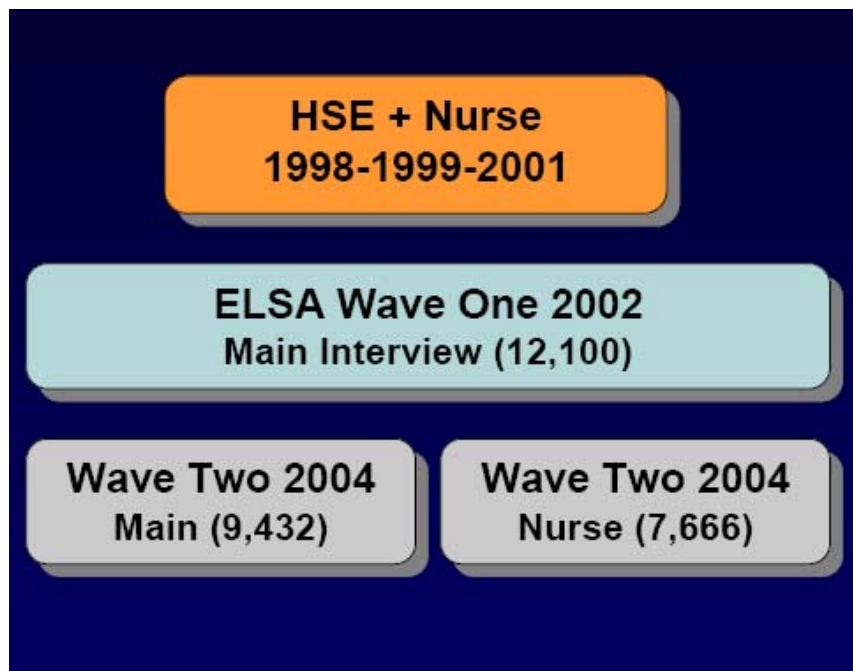 HSE + Nurse
1998-1999-2001
ELSA Wave One 2002
Main Interview (12,100)
Wave Two 2004
Main (9,432)
Wave Two 2004
Nurse (7,666)